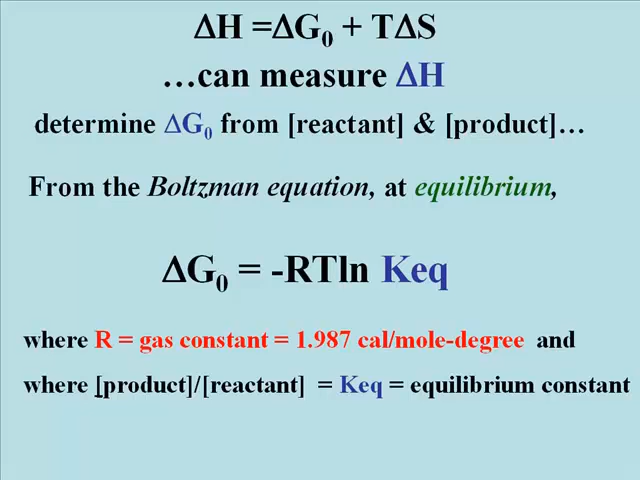 ΔH =ΔG₀ + TΔS
…can measure ΔH
determine ΔG₀ from [reactant] & [product]…
From the Boltzman equation, at equilibrium,
ΔG₀ = -RTln Keq
where R = gas constant = 1.987 cal/mole-degree and
where [product]/[reactant] = Keq = equilibrium constant